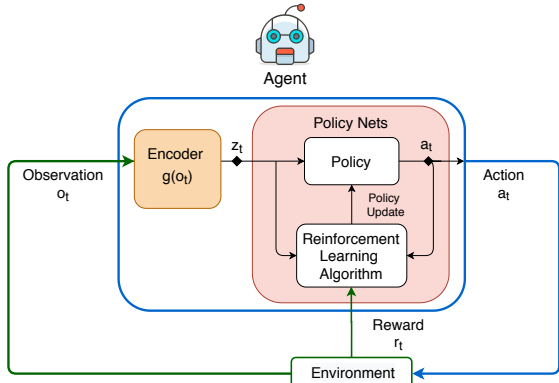 Agent
Policy Nets
Encoder
g(oₜ)
zₜ
Policy
aₜ
Observation
oₜ
Action
aₜ
Policy
Update
Reinforcement
Learning
Algorithm
Reward
rₜ
Environment